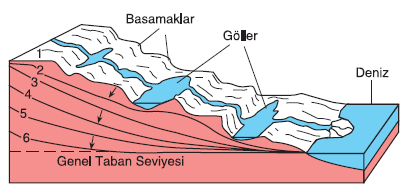 Basamaklar
Göller
Deniz
1
2
3
4
5
6
Genel Taban Seviyesi